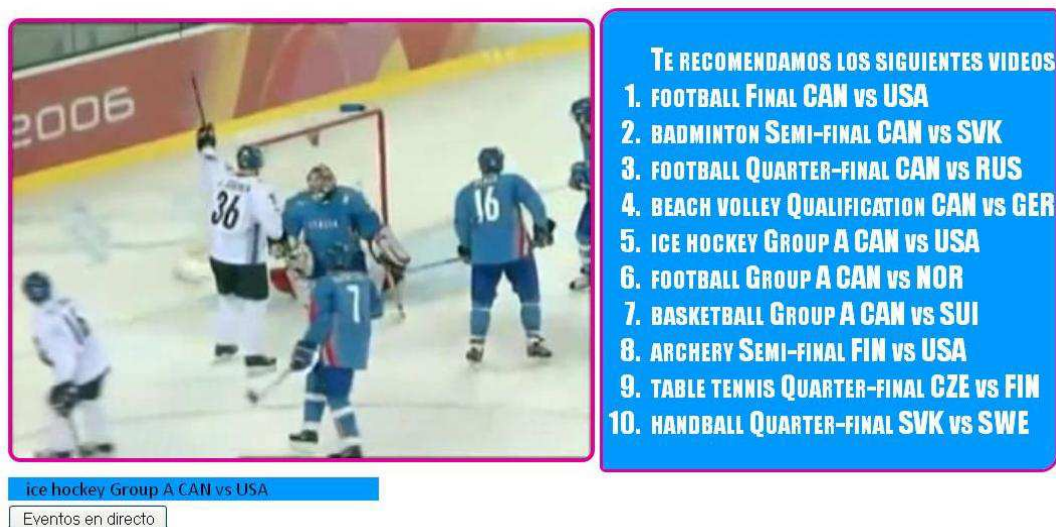 2006
36
ITALIA
16
7
TE RECOMENDAMOS LOS SIGUIENTES VIDEOS
1. FOOTBALL FINAL CAN VS USA
2. BADMINTON SEMI-FINAL CAN VS SVK
3. FOOTBALL QUARTER-FINAL CAN VS RUS
4. BEACH VOLLEY QUALIFICATION CAN VS GER
5. ICE HOCKEY GROUP A CAN VS USA
6. FOOTBALL GROUP A CAN VS NOR
7. BASKETBALL GROUP A CAN VS SUI
8. ARCHERY SEMI-FINAL FIN VS USA
9. TABLE TENNIS QUARTER-FINAL CZE VS FIN
10. HANDBALL QUARTER-FINAL SVK VS SWE
ice hockey Group A CAN vs USA
Eventos en directo